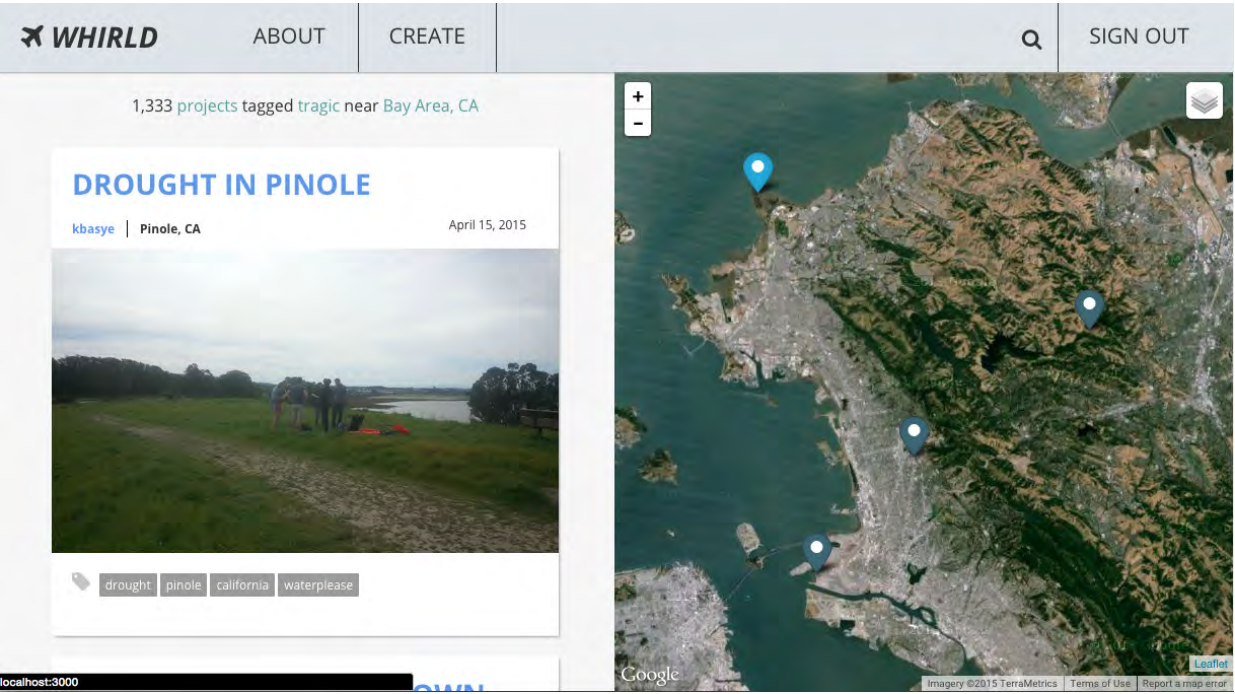 WHIRLD ABOUT CREATE SIGN OUT
1,333 projects tagged tragic near Bay Area, CA
DROUGHT IN PINOLE
kbasye | Pinole, CA April 15, 2015
drought pinole california waterplease
localhost:3000
+
-
Google
Leaflet
Imagery ©2015 TerraMetrics Terms of Use Report a map error